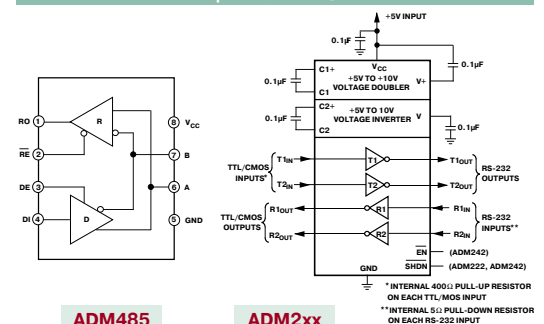 +5V INPUT
0.1µF
0.1µF
VCC
C1+
+5V TO +10V
VOLTAGE DOUBLER
V+
C1
0.1µF
C2+
+5V TO 10V
VOLTAGE INVERTER
V
C2
0.1µF
0.1µF
RO 1
R
8 VCC
RE 2
7 B
DE 3
6 A
DI 4
D
5 GND
TTL/CMOS
INPUTS*
T1IN
T1
T1OUT
T2IN
T2
T2OUT
RS-232
OUTPUTS
TTL/CMOS
OUTPUTS
R1OUT
R1
R1IN
R2OUT
R2
R2IN
RS-232
INPUTS**
EN (ADM242)
GND
SHDN (ADM222, ADM242)
* INTERNAL 400Ω PULL-UP RESISTOR
ON EACH TTL/MOS INPUT
**INTERNAL 5Ω PULL-DOWN RESISTOR
ON EACH RS-232 INPUT
ADM485
ADM2xx